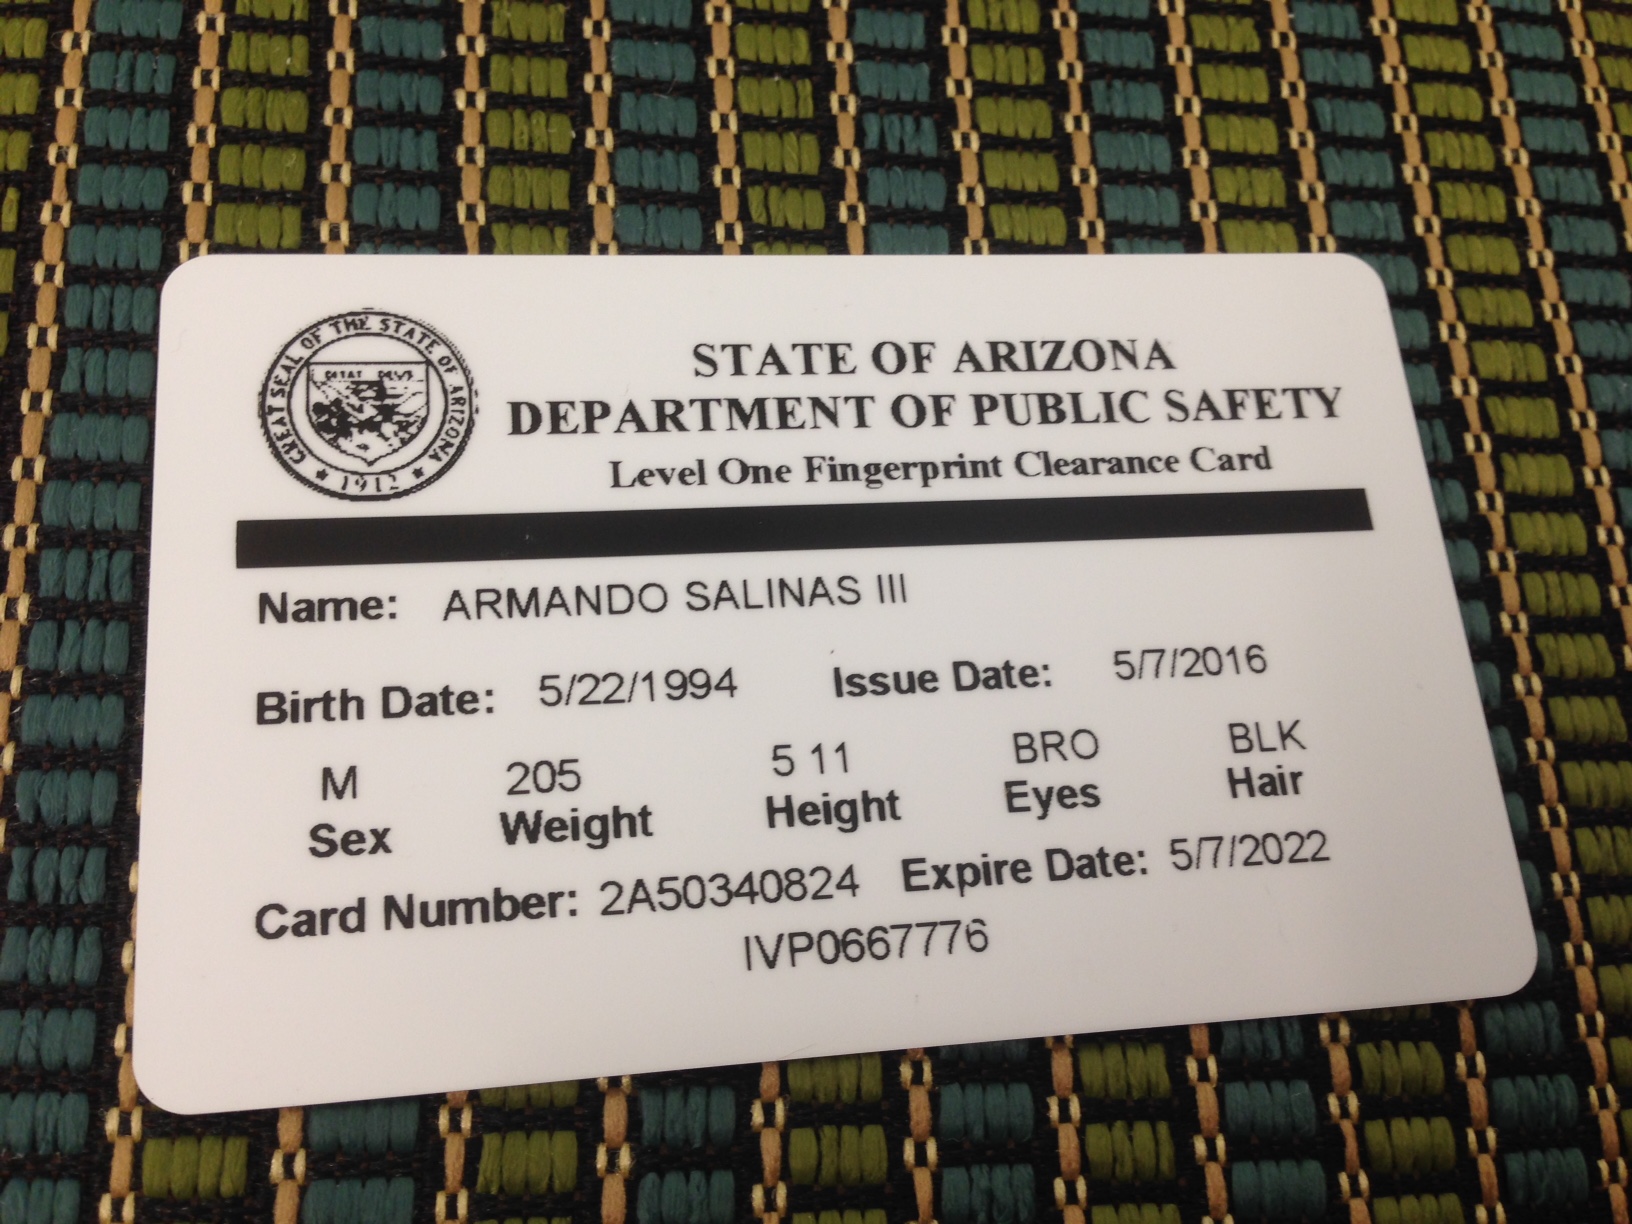 STATE OF ARIZONA
DEPARTMENT OF PUBLIC SAFETY
Level One Fingerprint Clearance Card
GREAT SEAL OF THE STATE OF ARIZONA
1912
Name: ARMANDO SALINAS III
Birth Date: 5/22/1994 Issue Date: 5/7/2016
M 205 5 11 BRO BLK
Sex Weight Height Eyes Hair
Card Number: 2A50340824 Expire Date: 5/7/2022
IVP0667776